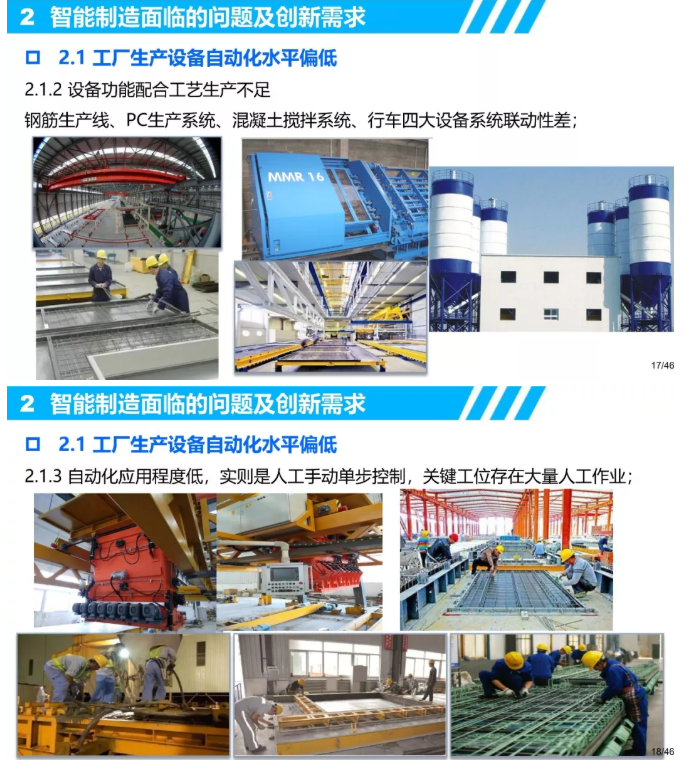 2 智能制造面临的问题及创新需求
2.1 工厂生产设备自动化水平偏低
2.1.2 设备功能配合工艺生产不足
钢筋生产线、PC生产系统、混凝土搅拌系统、行车四大设备系统联动性差；
MMR 16
17/46
2 智能制造面临的问题及创新需求
2.1 工厂生产设备自动化水平偏低
2.1.3 自动化应用程度低，实则是人工手动单步控制，关键工位存在大量人工作业；
18/46